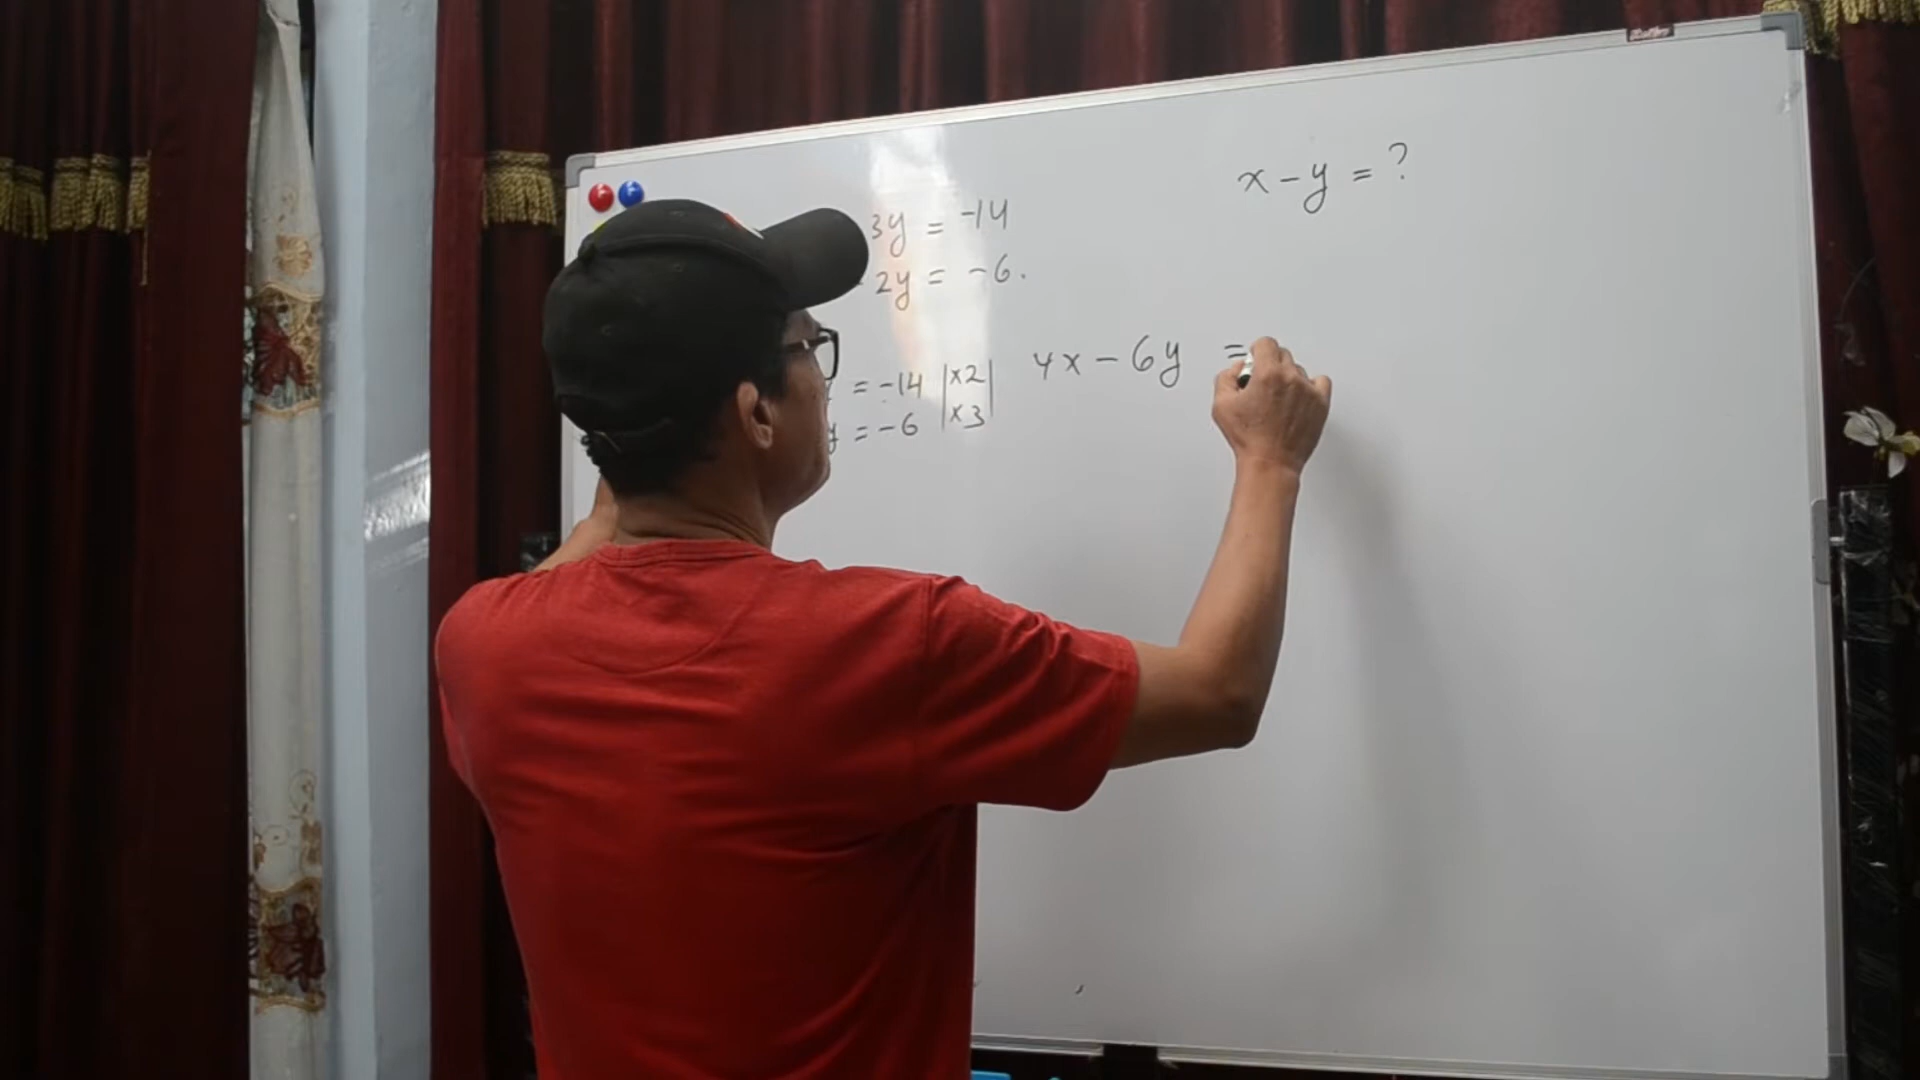 x - y = ?
3y = -14
2y = -6.
= -14 |x2| 4x - 6y =
y = -6 |x3|